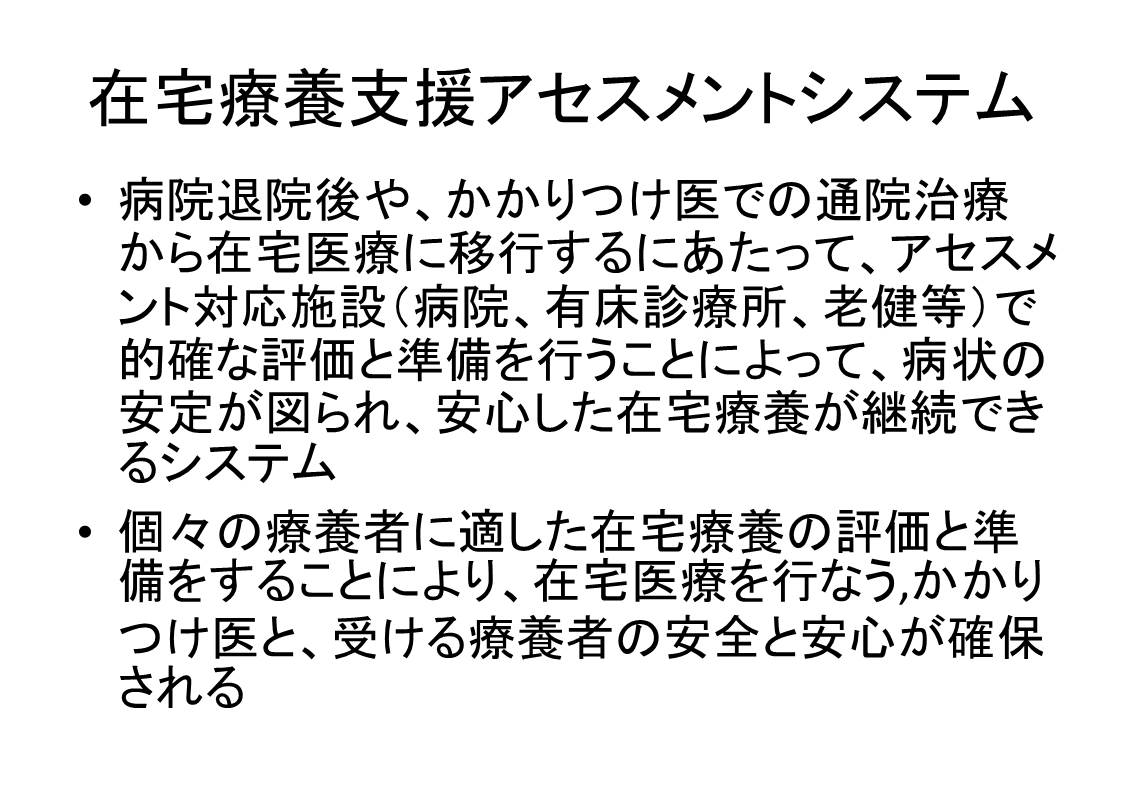 在宅療養支援アセスメントシステム
• 病院退院後や、かかりつけ医での通院治療
から在宅医療に移行するにあたって、アセスメ
ント対応施設（病院、有床診療所、老健等）で
的確な評価と準備を行うことによって、病状の
安定が図られ、安心した在宅療養が継続でき
るシステム
• 個々の療養者に適した在宅療養の評価と準
備をすることにより、在宅医療を行なう,かかり
つけ医と、受ける療養者の安全と安心が確保
される